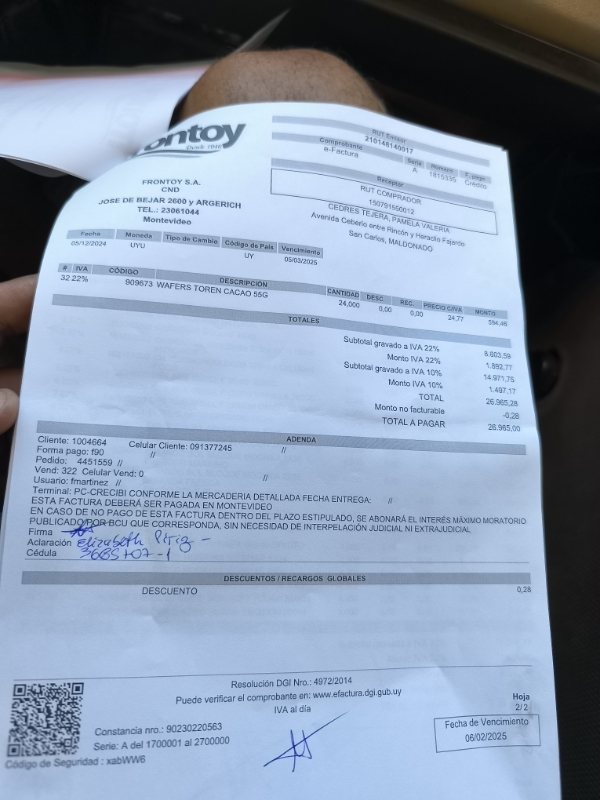 frontoy
Desde 1946
FRONTOY S.A.
CND
JOSE DE BEJAR 2600 y ARGERICH
TEL.: 23061044
Montevideo
RUT Emisor
210148140017
Comprobante Serie Número F. pago
e-Factura A Crédito
Receptor
RUT COMPRADOR
150791550012
CEDRES TEJERA, PAMELA VALERIA
Avenida Ceberio entre Rincón y Heraclio Fajardo
San Carlos, MALDONADO
Fecha Moneda Tipo de Cambio Código de País Vencimiento
05/12/2024 UYU UY 05/03/2025
# IVA CÓDIGO DESCRIPCIÓN CANTIDAD DESC. REC. PRECIO C/IVA MONTO
32 22% 909673 WAFERS TOREN CACAO 55G 24,000 0,00 0,00 24,77 594,46
TOTALES
Subtotal gravado a IVA 22% 8.603,59
Monto IVA 22% 1.892,77
Subtotal gravado a IVA 10% 14.971,75
Monto IVA 10% 1.497,17
TOTAL 26.965,28
Monto no facturable -0,28
TOTAL A PAGAR 26.965,00
ADENDA
Cliente: 1004664 Celular Cliente: 091377245 //
Forma pago: f90 //
Pedido: 4451559 //
Vend: 322 Celular Vend: 0 //
Usuario: fmartinez //
Terminal: PC-CRECIBI CONFORME LA MERCADERIA DETALLADA FECHA ENTREGA: //
ESTA FACTURA DEBERÁ SER PAGADA EN MONTEVIDEO
EN CASO DE NO PAGO DE ESTA FACTURA DENTRO DEL PLAZO ESTIPULADO, SE ABONARÁ EL INTERÉS MÁXIMO MORATORIO
PUBLICADO POR BCU QUE CORRESPONDA, SIN NECESIDAD DE INTERPELACIÓN JUDICIAL NI EXTRAJUDICIAL
Firma
Aclaración Elizabeth Piriz -
Cédula
DESCUENTOS / RECARGOS GLOBALES
DESCUENTO 0,28
Resolución DGI Nro.: 4972/2014
Puede verificar el comprobante en: www.efactura.dgi.gub.uy
IVA al día
Constancia nro.: 90230220563
Serie: A del 1700001 al 2700000
Código de Seguridad : xabWW6
Hoja
2/2
Fecha de Vencimiento
06/02/2025